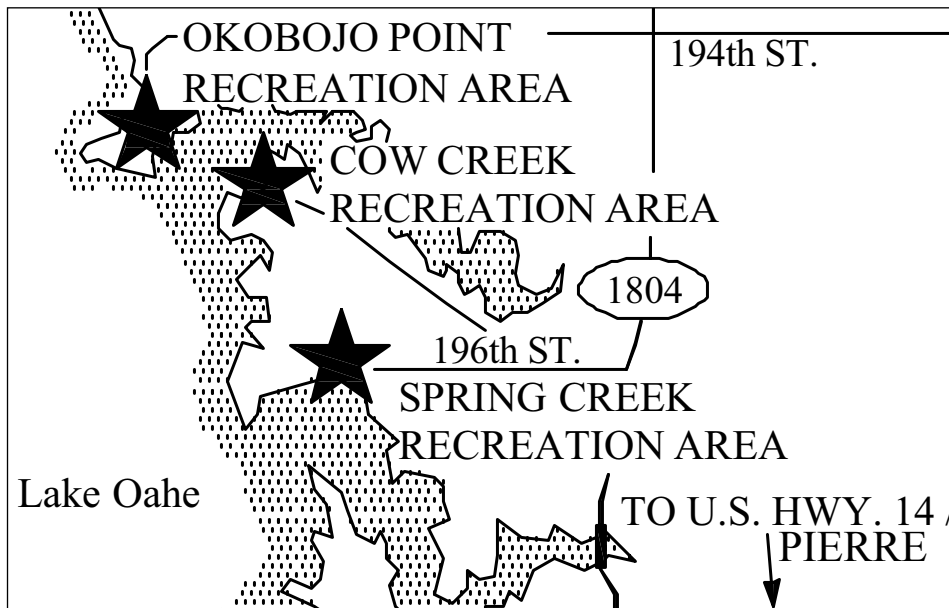 OKOBOJO POINT
RECREATION AREA
194th ST.
COW CREEK
RECREATION AREA
1804
196th ST.
SPRING CREEK
RECREATION AREA
Lake Oahe
TO U.S. HWY. 14 /
PIERRE